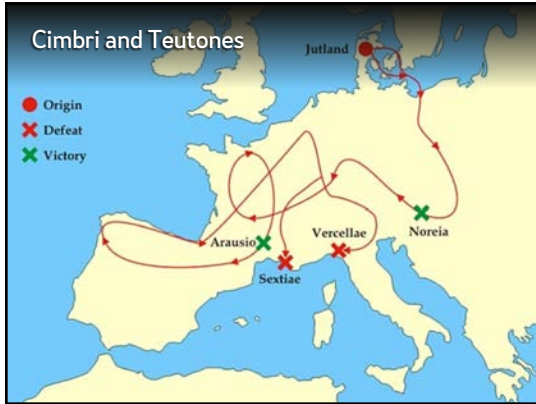 Cimbri and Teutones
Jutland
Origin
Defeat
Victory
Arausio
Vercellae
Noreia
Sextiae